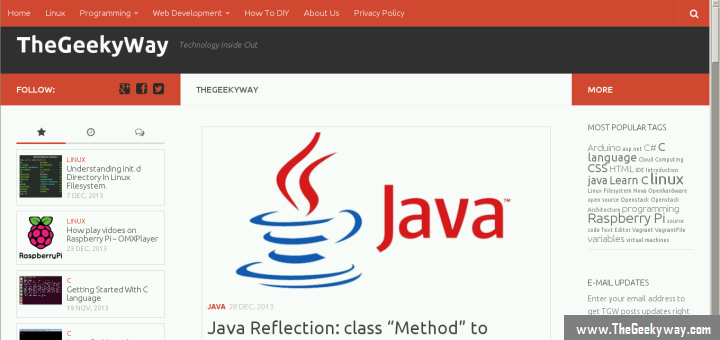 Home Linux Programming Web Development How To DIY About Us Privacy Policy
TheGeekyWay Technology Inside Out
FOLLOW:
THEGEEKYWAY
MORE
LINUX
Understanding init.d
Directory In Linux
Filesystem.
7 DEC, 2013
RaspberryPi
LINUX
How play vidoes on
Raspberry Pi – OMXPlayer
23 DEC, 2013
C
Getting Started With C
language
19 NOV, 2013
C
Java™
JAVA 28 DEC, 2013
Java Reflection: class “Method” to
MOST POPULAR TAGS
Arduino asp.net C# C
language Cloud Computing
CSS HTML IDE Introduction
java Learn C linux
Linux Filesystem Nova Openhardware
open source Openstack Openstack
Architecture programming
Raspberry Pi source
code Text Editor Vagrant VagrantFile
variables virtual machines
E-MAIL UPDATES
Enter your email address to
get TGW posts updates right
www.TheGeekyway.com